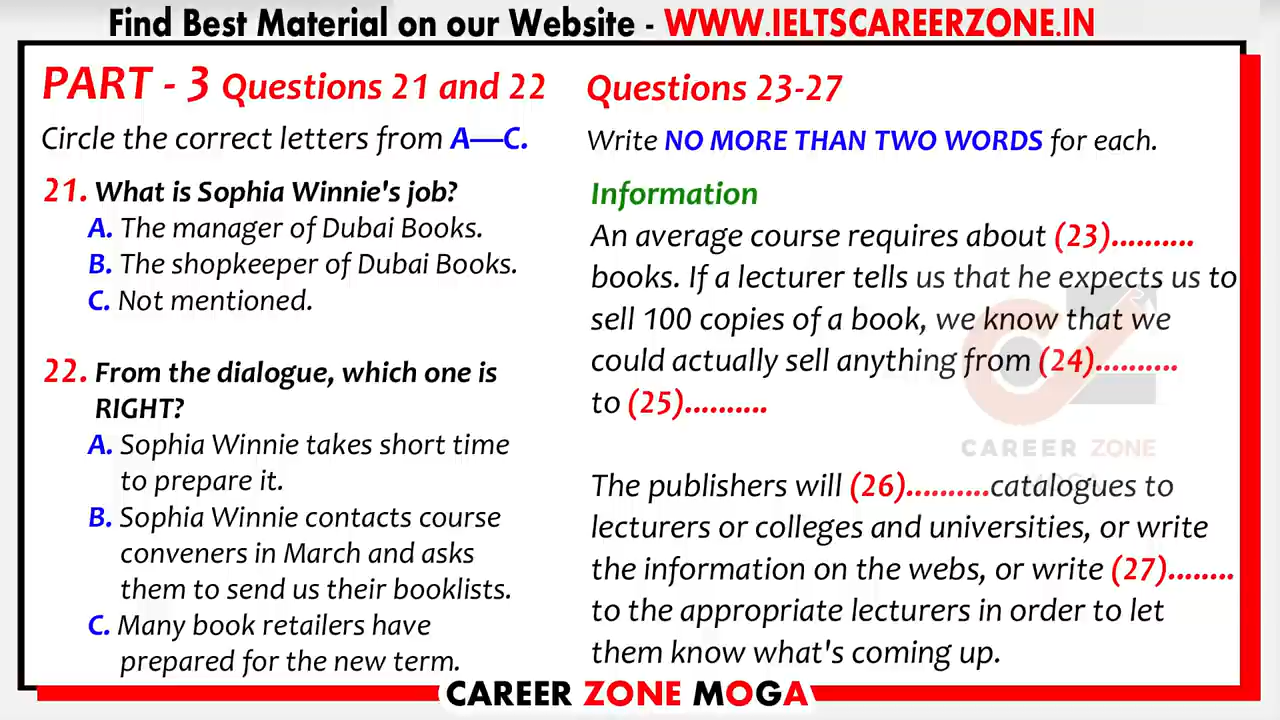 Find Best Material on our Website - WWW.IELTSCAREERZONE.IN
PART - 3 Questions 21 and 22
Circle the correct letters from A—C.
21. What is Sophia Winnie's job?
A. The manager of Dubai Books.
B. The shopkeeper of Dubai Books.
C. Not mentioned.
22. From the dialogue, which one is
RIGHT?
A. Sophia Winnie takes short time
to prepare it.
B. Sophia Winnie contacts course
conveners in March and asks
them to send us their booklists.
C. Many book retailers have
prepared for the new term.
Questions 23-27
Write NO MORE THAN TWO WORDS for each.
Information
An average course requires about (23)..........
books. If a lecturer tells us that he expects us to
sell 100 copies of a book, we know that we
could actually sell anything from (24)..........
to (25)..........
CAREER ZONE
MOGA
The publishers will (26)..........catalogues to
lecturers or colleges and universities, or write
the information on the webs, or write (27)........
to the appropriate lecturers in order to let
them know what's coming up.
CAREER ZONE MOGA